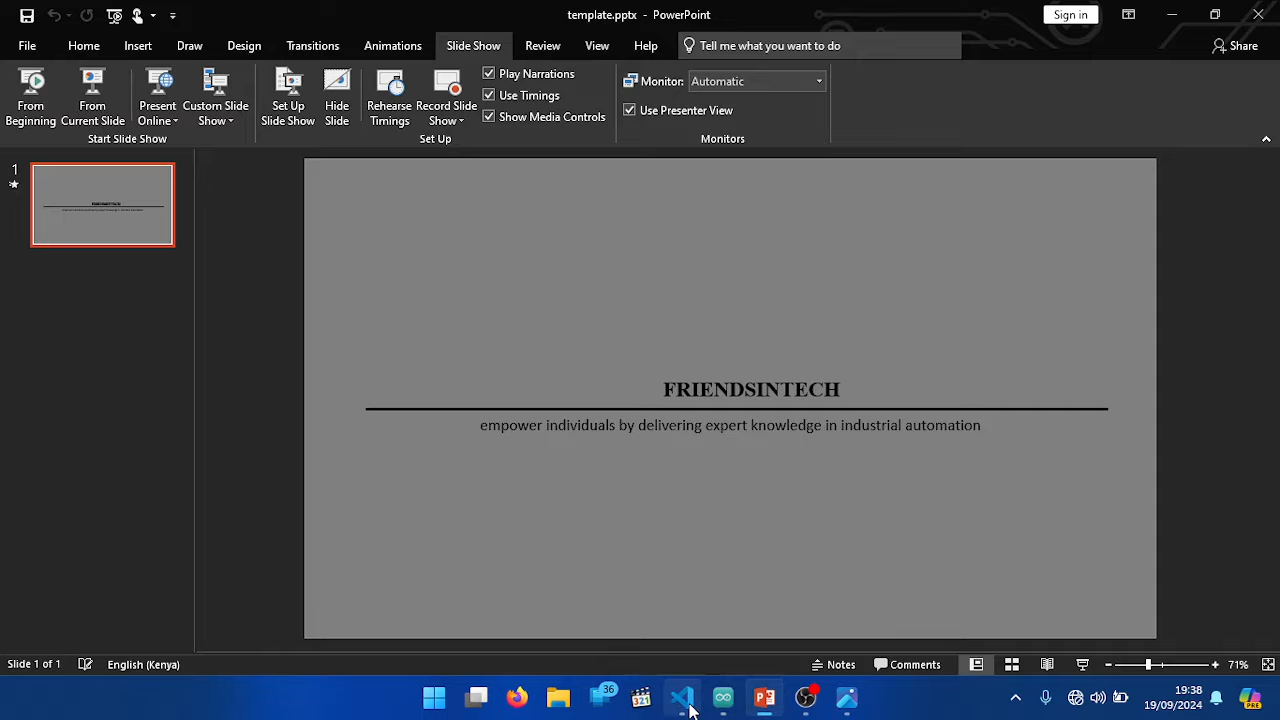 template.pptx - PowerPoint
Sign in
File Home Insert Draw Design Transitions Animations Slide Show Review View Help Tell me what you want to do Share
From Beginning
From Current Slide
Present Online
Custom Slide Show
Set Up Slide Show
Hide Slide
Rehearse Timings
Record Slide Show
Play Narrations
Use Timings
Show Media Controls
Monitor: Automatic
Use Presenter View
Start Slide Show
Set Up
Monitors
1
FRIENDSINTECH
empower individuals by delivering expert knowledge in industrial automation
Slide 1 of 1 English (Kenya) Notes Comments 71%
36
321
19:38
19/09/2024
PRE